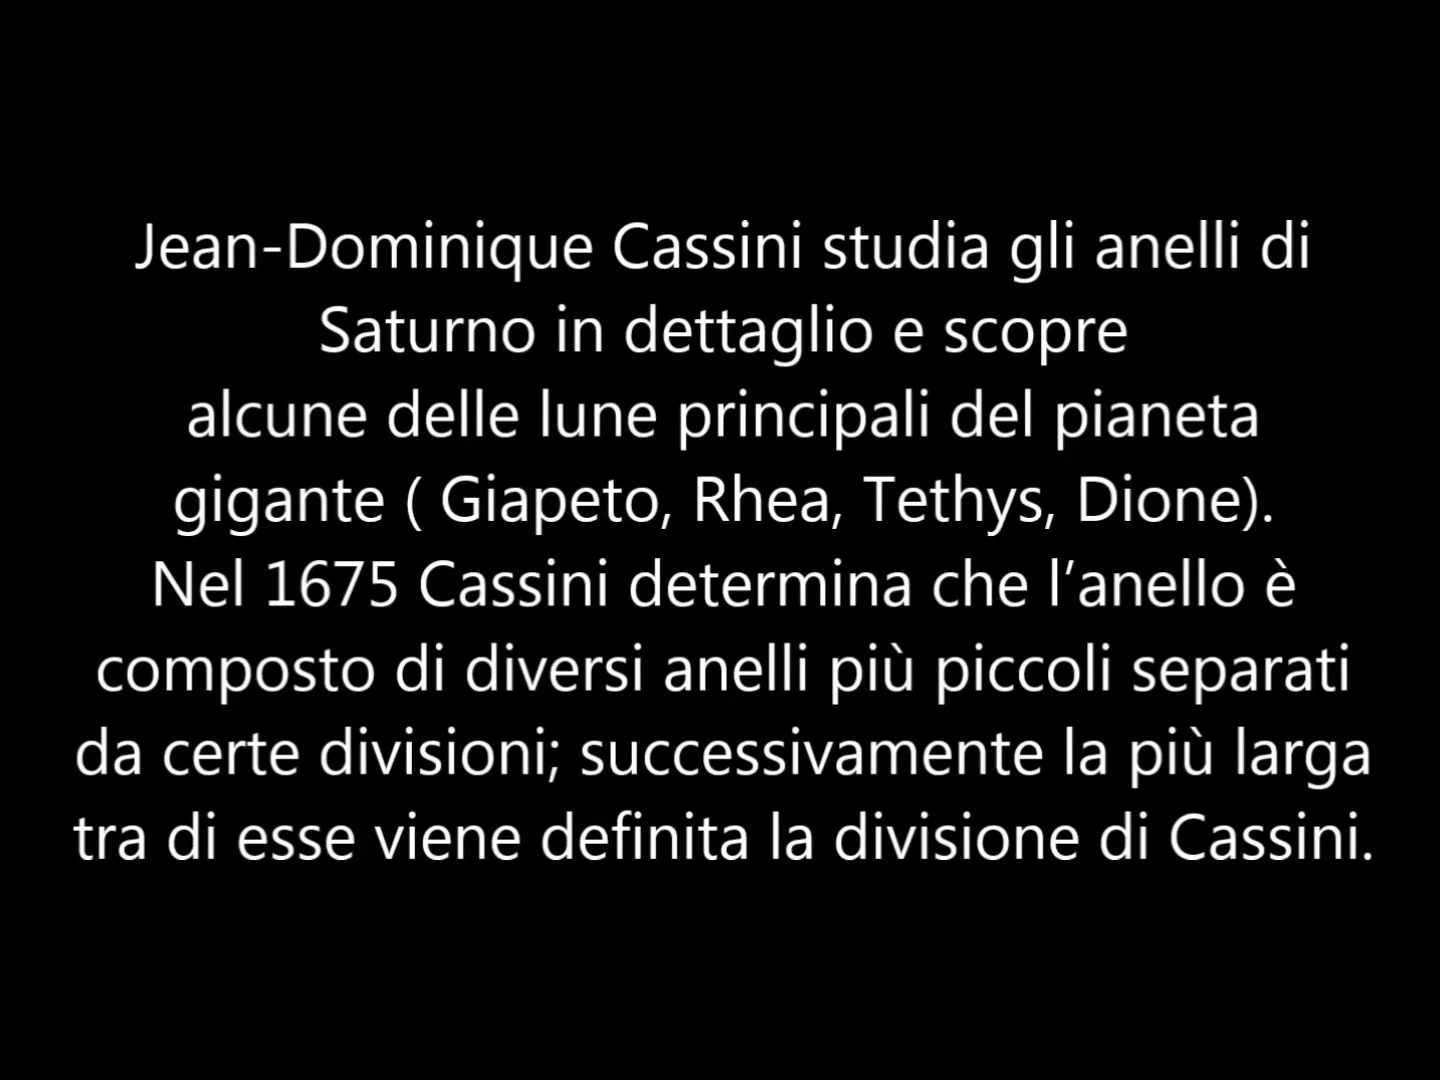 Jean-Dominique Cassini studia gli anelli di
Saturno in dettaglio e scopre
alcune delle lune principali del pianeta
gigante ( Giapeto, Rhea, Tethys, Dione).
Nel 1675 Cassini determina che l’anello è
composto di diversi anelli più piccoli separati
da certe divisioni; successivamente la più larga
tra di esse viene definita la divisione di Cassini.